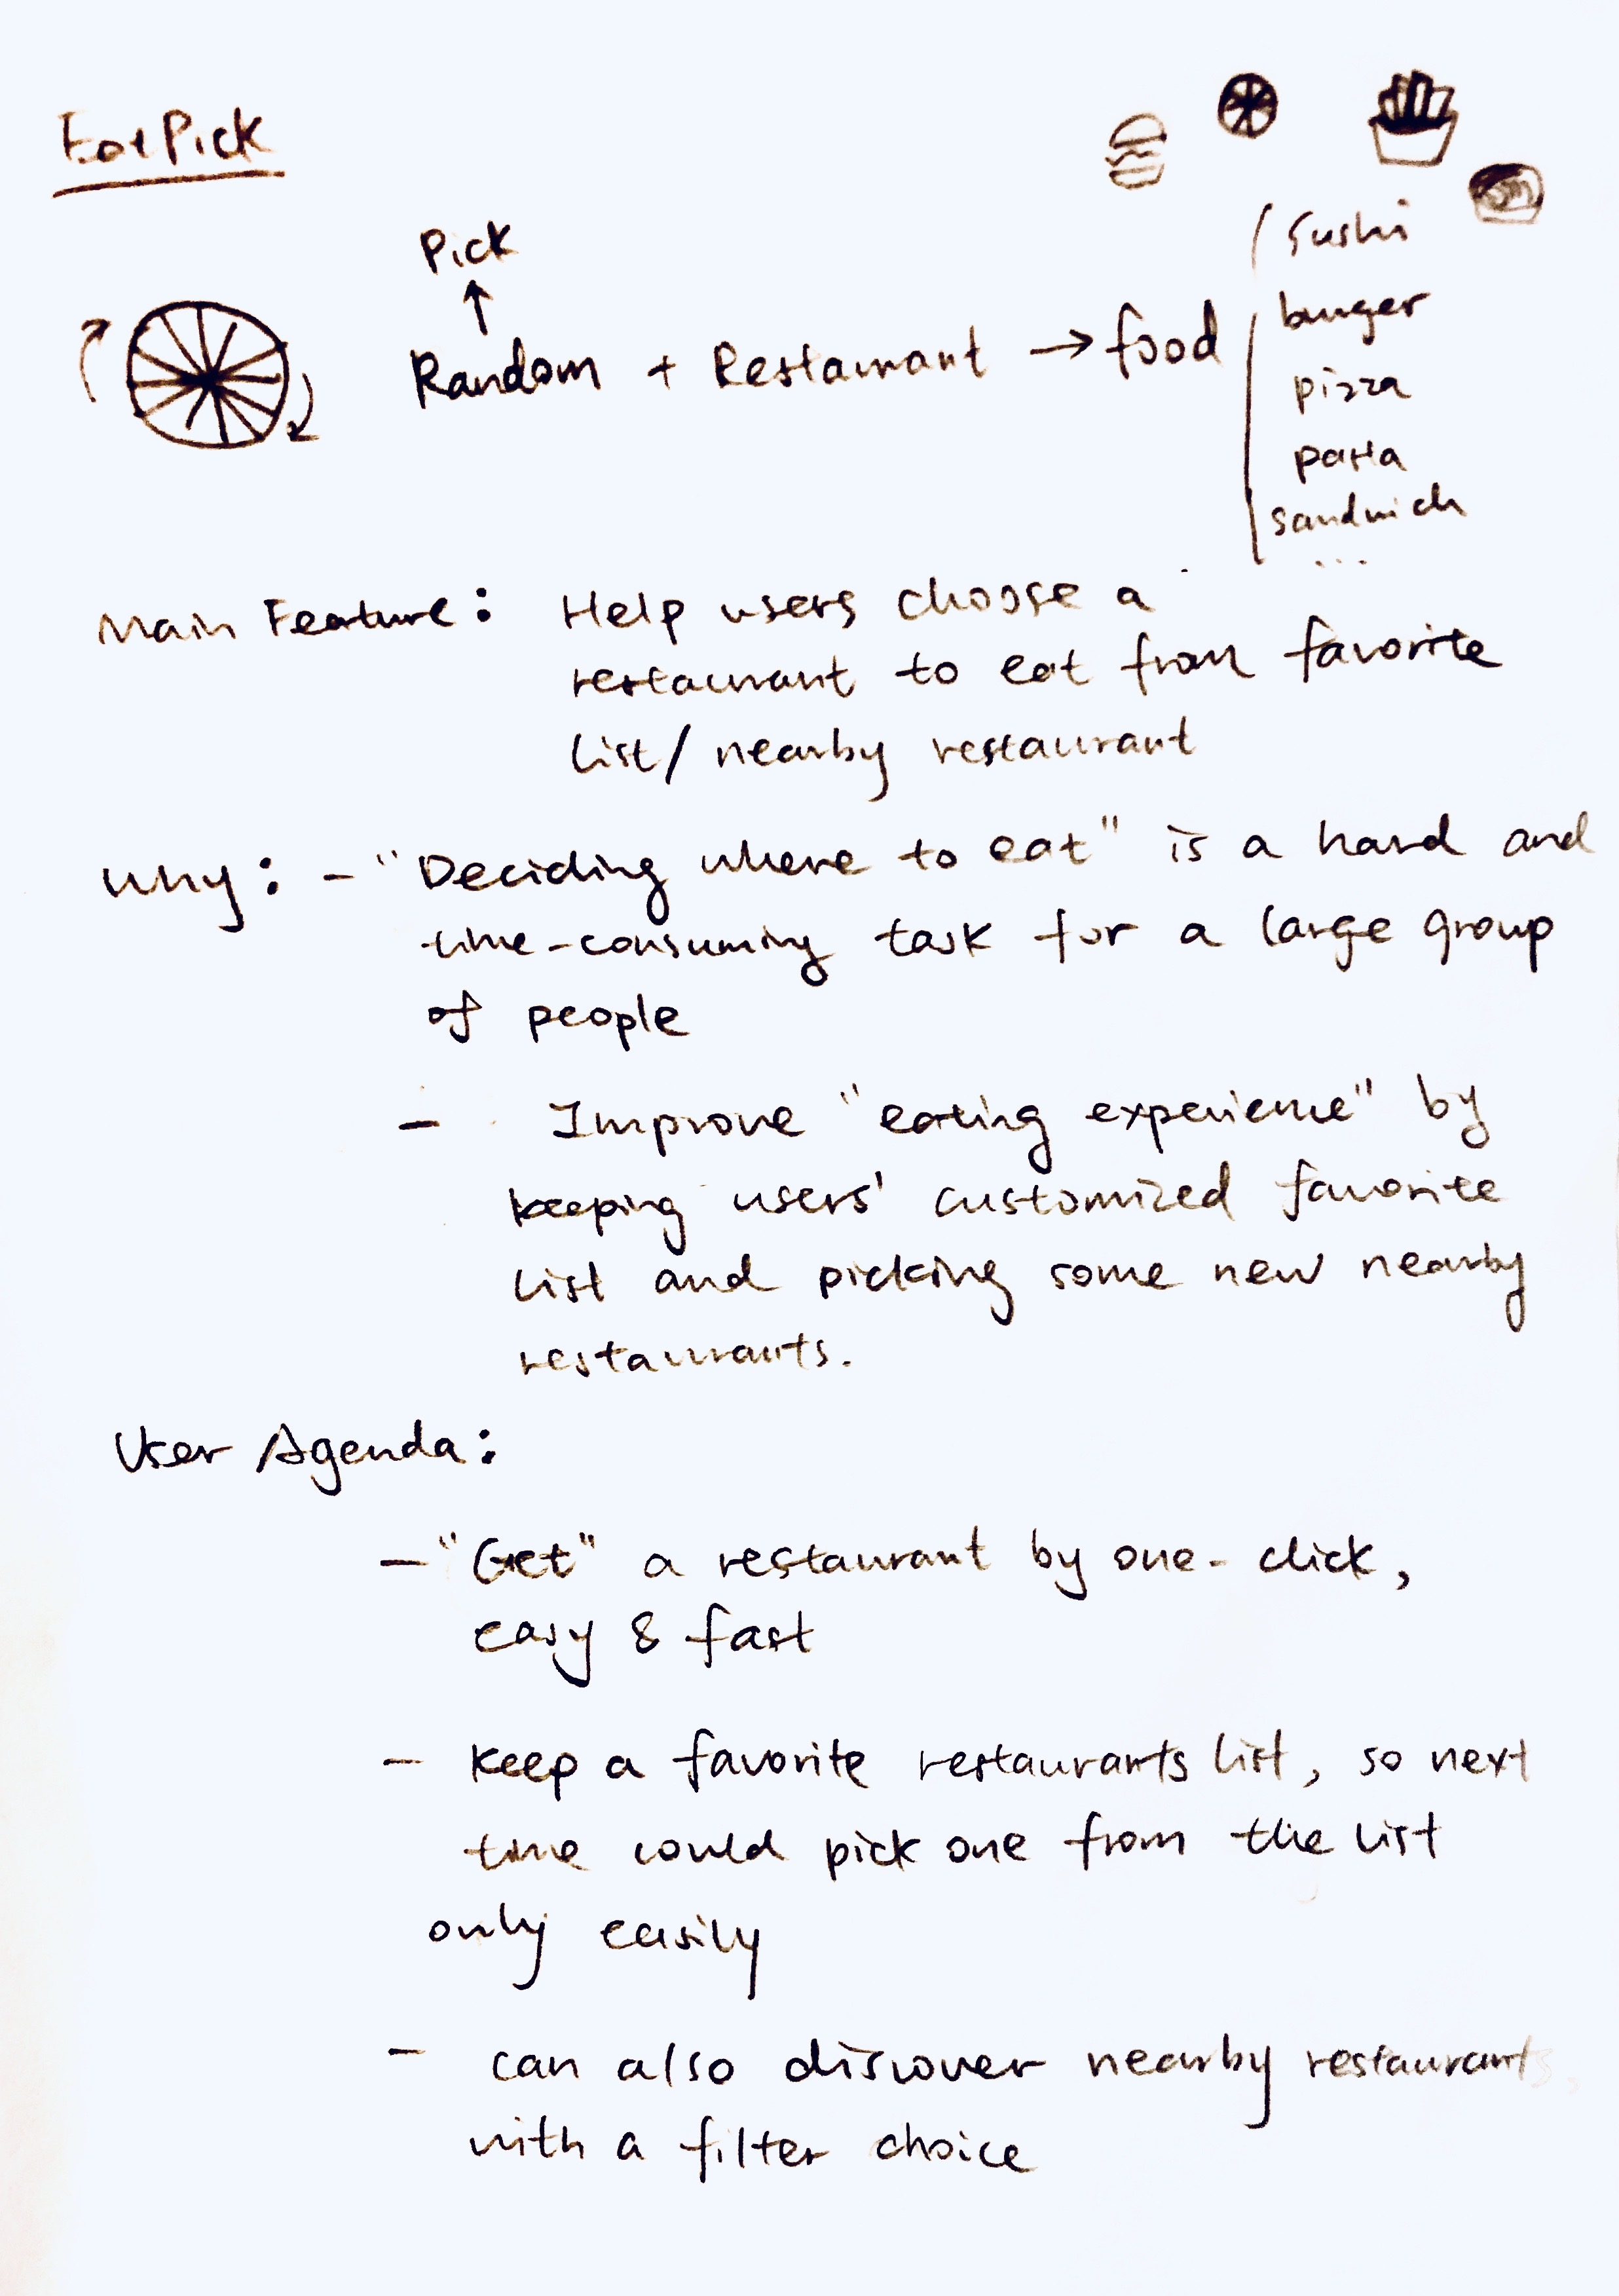 EatPick
Pick
↑
Random + Restaurant → food
Sushi
burger
pizza
pasta
sandwich
...
Main Feature: Help users choose a
restaurant to eat from favorite
list/ nearby restaurant
Why: - "Deciding where to eat" is a hard and
time-consuming task for a large group
of people
- Improve "eating experience" by
keeping users' customized favorite
list and picking some new nearby
restaurants.
User Agenda:
- "Get" a restaurant by one-click,
easy & fast
- keep a favorite restaurants list, so next
time could pick one from the list
only easily
- can also discover nearby restaurants
with a filter choice